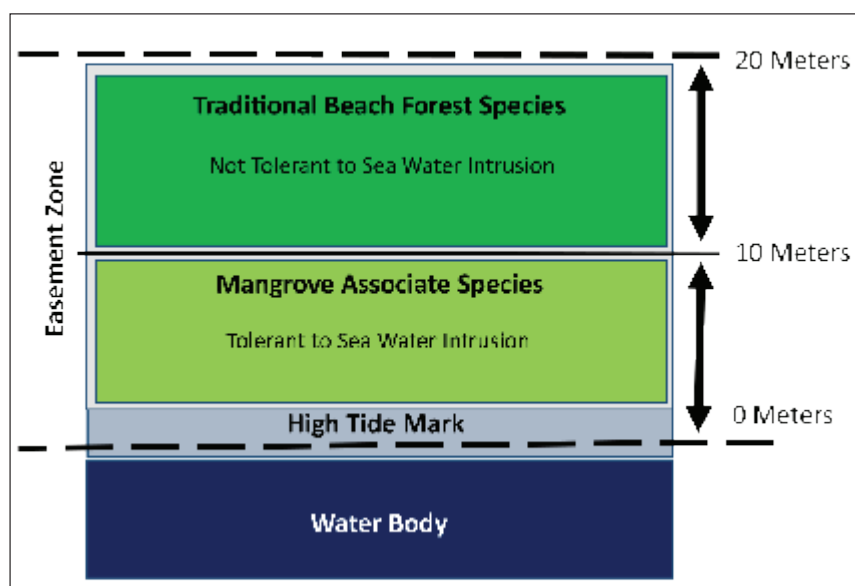 20 Meters
Traditional Beach Forest Species
Not Tolerant to Sea Water Intrusion
Easement Zone
10 Meters
Mangrove Associate Species
Tolerant to Sea Water Intrusion
0 Meters
High Tide Mark
Water Body